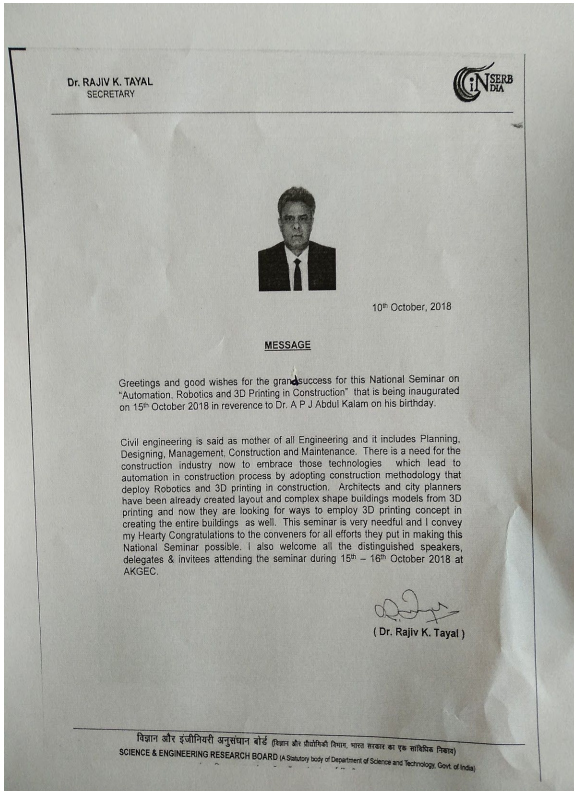 Dr. RAJIV K. TAYAL
SECRETARY
SERB
INDIA
10th October, 2018
MESSAGE
Greetings and good wishes for the grand success for this National Seminar on
“Automation, Robotics and 3D Printing in Construction” that is being inaugurated
on 15th October 2018 in reverence to Dr. A P J Abdul Kalam on his birthday.
Civil engineering is said as mother of all Engineering and it includes Planning,
Designing, Management, Construction and Maintenance. There is a need for the
construction industry now to embrace those technologies which lead to
automation in construction process by adopting construction methodology that
deploy Robotics and 3D printing in construction. Architects and city planners
have been already created layout and complex shape buildings models from 3D
printing and now they are looking for ways to employ 3D printing concept in
creating the entire buildings as well. This seminar is very needful and I convey
my Hearty Congratulations to the conveners for all efforts they put in making this
National Seminar possible. I also welcome all the distinguished speakers,
delegates & invitees attending the seminar during 15th – 16th October 2018 at
AKGEC.
( Dr. Rajiv K. Tayal )
विज्ञान और इंजीनियरी अनुसंधान बोर्ड (विज्ञान और प्रौद्योगिकी विभाग, भारत सरकार का एक सांविधिक निकाय)
SCIENCE & ENGINEERING RESEARCH BOARD (A Statutory body of Department of Science and Technology, Govt. of India)